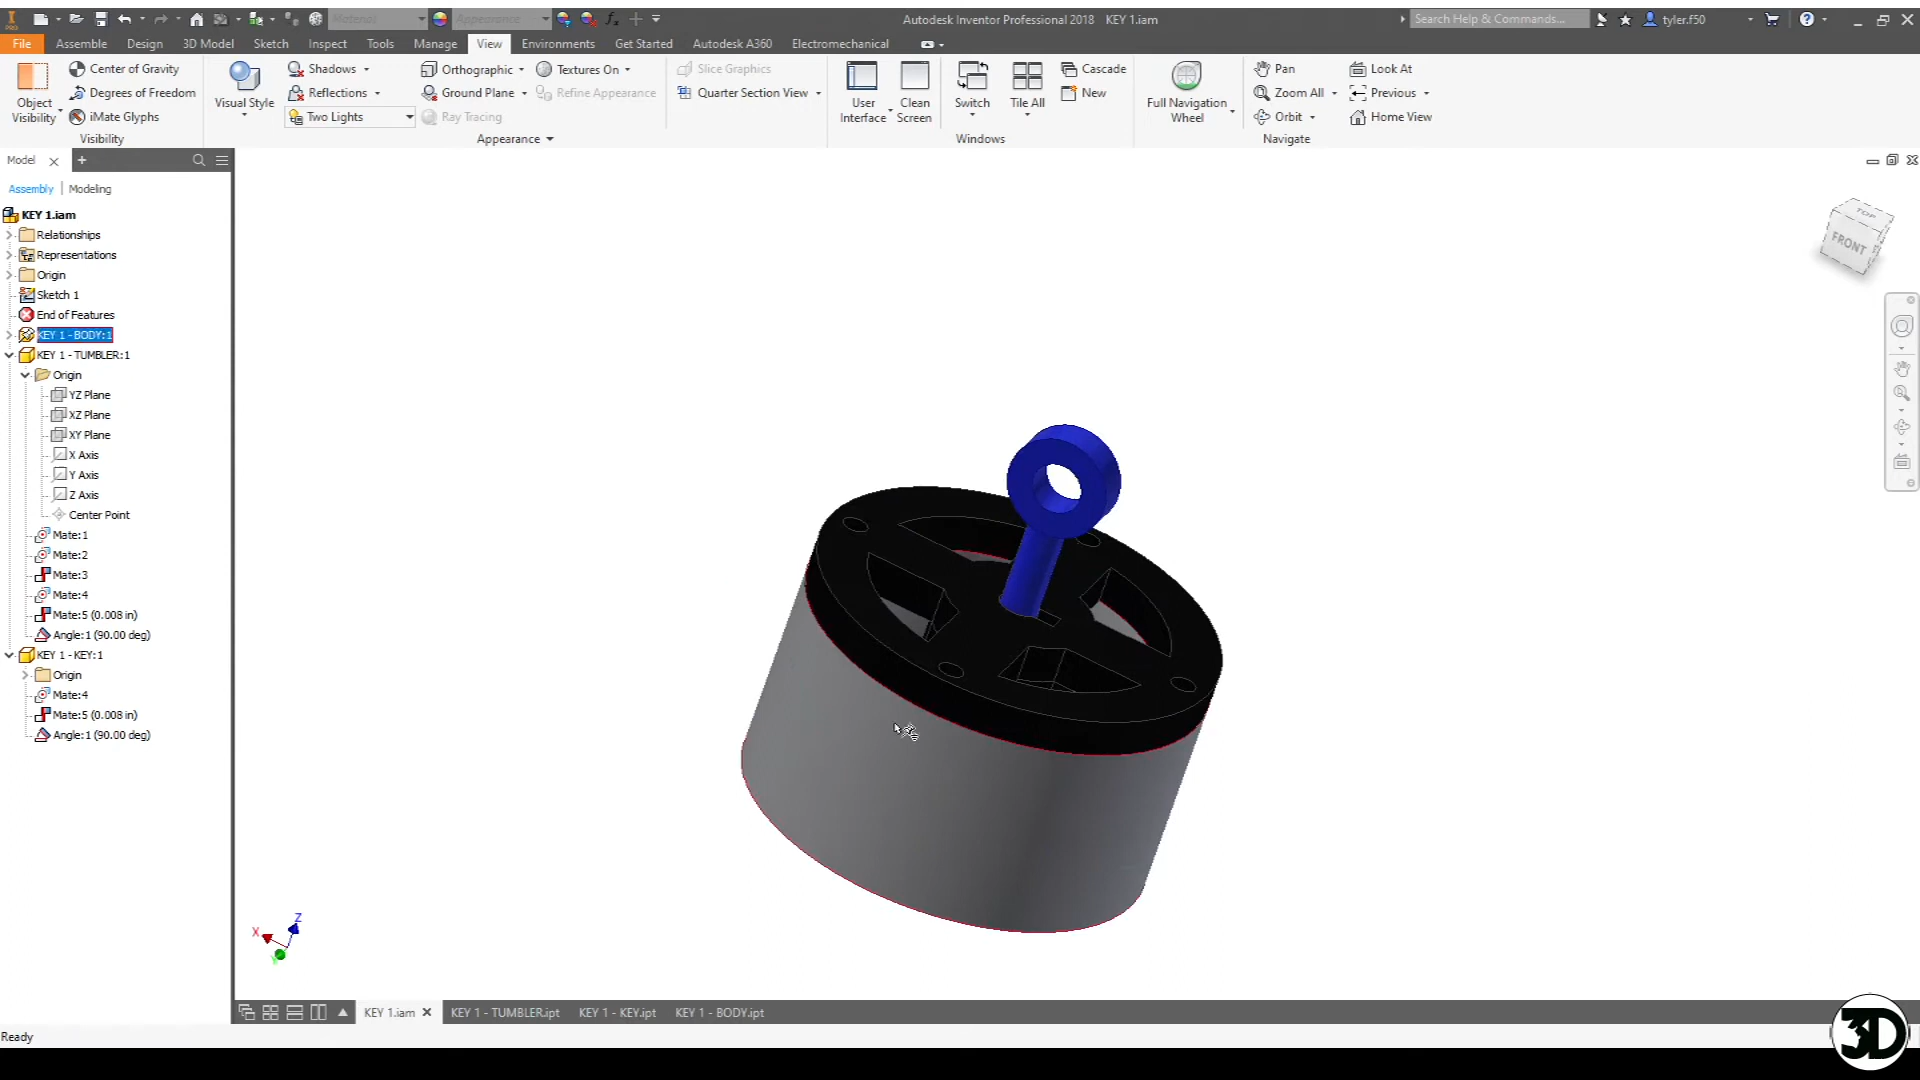 Material
Appearance
Autodesk Inventor Professional 2018 KEY 1.iam
Search Help & Commands...
tyler.f50
File
Assemble
Design
3D Model
Sketch
Inspect
Tools
Manage
View
Environments
Get Started
Autodesk A360
Electromechanical
Object
Visibility
Center of Gravity
Degrees of Freedom
iMate Glyphs
Visibility
Visual Style
Shadows
Reflections
Two Lights
Orthographic
Ground Plane
Ray Tracing
Textures On
Refine Appearance
Appearance
Slice Graphics
Quarter Section View
User
Interface
Clean
Screen
Switch
Tile All
Cascade
New
Windows
Full Navigation
Wheel
Pan
Zoom All
Orbit
Look At
Previous
Home View
Navigate
Model
Assembly
Modeling
KEY 1.iam
Relationships
Representations
Origin
Sketch 1
End of Features
KEY 1 - BODY:1
KEY 1 - TUMBLER:1
Origin
YZ Plane
XZ Plane
XY Plane
X Axis
Y Axis
Z Axis
Center Point
Mate:1
Mate:2
Mate:3
Mate:4
Mate:5 (0.008 in)
Angle:1 (90.00 deg)
KEY 1 - KEY:1
Origin
Mate:4
Mate:5 (0.008 in)
Angle:1 (90.00 deg)
TOP
FRONT
X
Z
Y
KEY 1.iam
KEY 1 - TUMBLER.ipt
KEY 1 - KEY.ipt
KEY 1 - BODY.ipt
Ready
3D